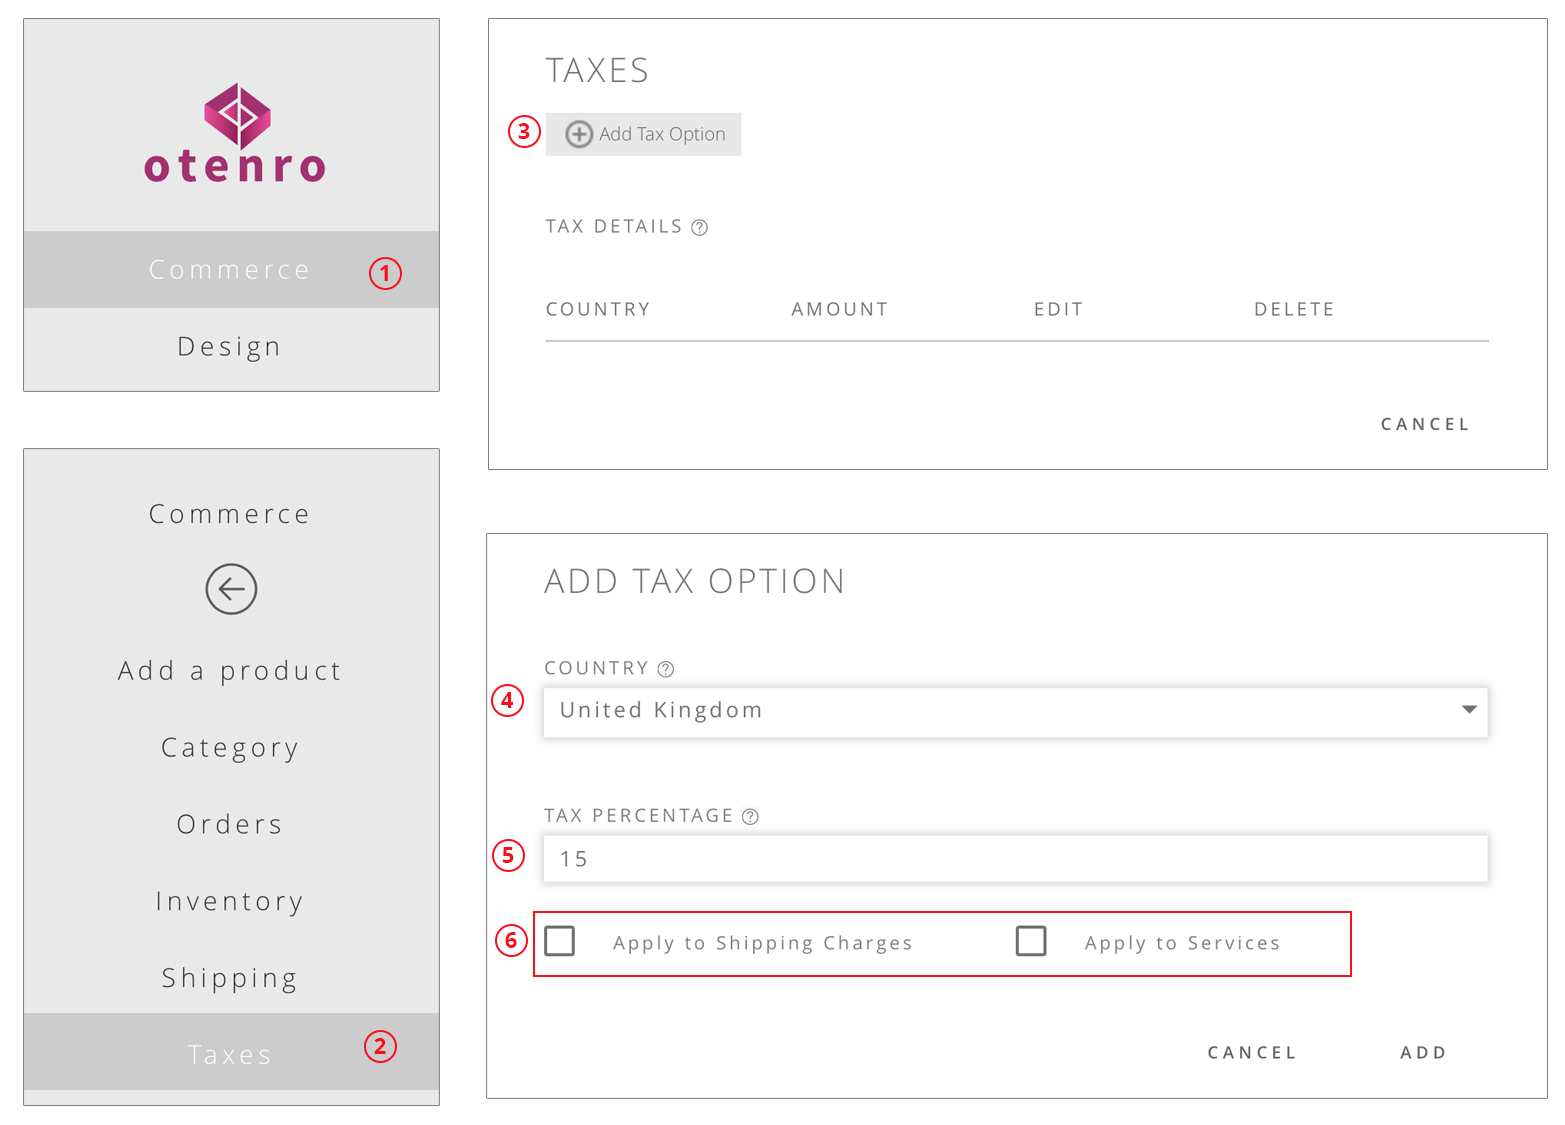 otenro
Commerce 1
Design
Commerce
Add a product
Category
Orders
Inventory
Shipping
Taxes 2
TAXES
3 Add Tax Option
TAX DETAILS ?
COUNTRY AMOUNT EDIT DELETE
CANCEL
ADD TAX OPTION
COUNTRY ?
4 United Kingdom
TAX PERCENTAGE ?
5 15
6 Apply to Shipping Charges Apply to Services
CANCEL ADD